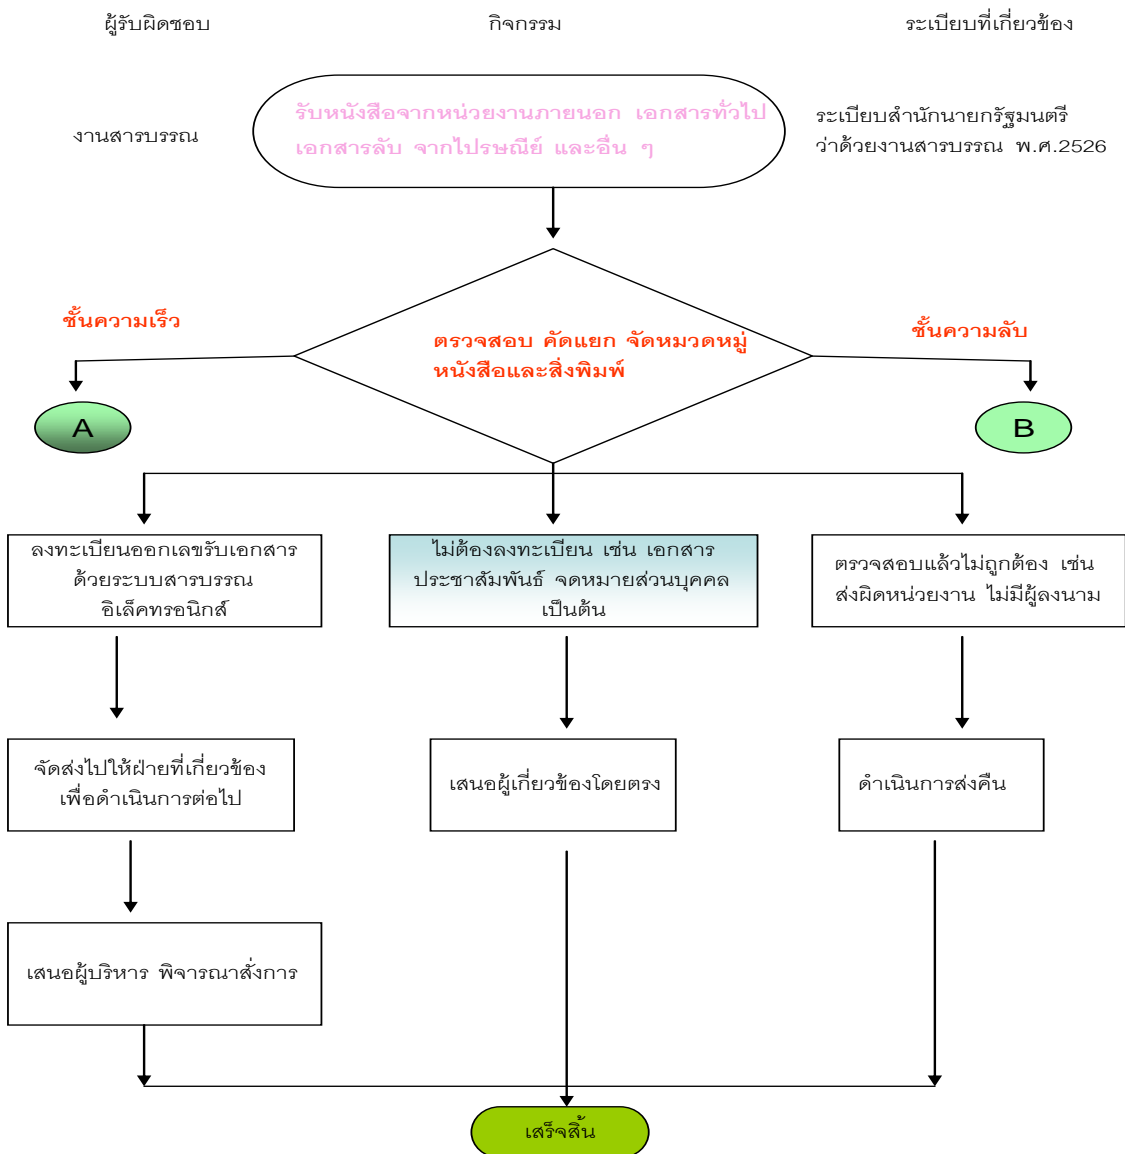 ผู้รับผิดชอบ
กิจกรรม
ระเบียบที่เกี่ยวข้อง
งานสารบรรณ
รับหนังสือจากหน่วยงานภายนอก เอกสารทั่วไป
เอกสารลับ จากไปรษณีย์ และอื่น ๆ
ระเบียบสำนักนายกรัฐมนตรี
ว่าด้วยงานสารบรรณ พ.ศ.2526
ชั้นความเร็ว
ตรวจสอบ คัดแยก จัดหมวดหมู่
หนังสือและสิ่งพิมพ์
ชั้นความลับ
A
B
ลงทะเบียนออกเลขรับเอกสาร
ด้วยระบบสารบรรณ
อิเล็คทรอนิกส์
ไม่ต้องลงทะเบียน เช่น เอกสาร
ประชาสัมพันธ์ จดหมายส่วนบุคคล
เป็นต้น
ตรวจสอบแล้วไม่ถูกต้อง เช่น
ส่งผิดหน่วยงาน ไม่มีผู้ลงนาม
จัดส่งไปให้ฝ่ายที่เกี่ยวข้อง
เพื่อดำเนินการต่อไป
เสนอผู้เกี่ยวข้องโดยตรง
ดำเนินการส่งคืน
เสนอผู้บริหาร พิจารณาสั่งการ
เสร็จสิ้น